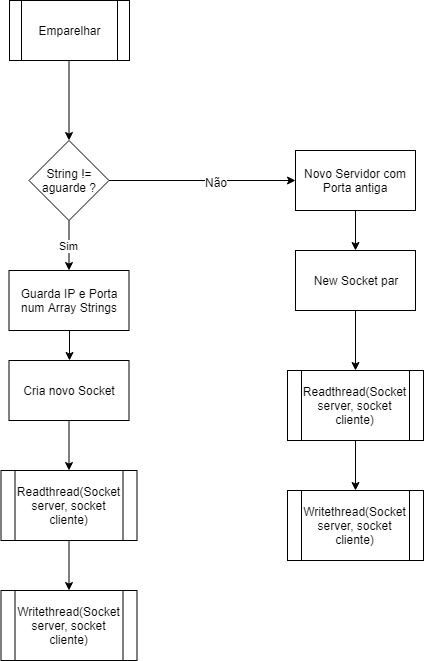 Emparelhar
String !=
aguarde ?
Não
Sim
Novo Servidor com
Porta antiga
New Socket par
Guarda IP e Porta
num Array Strings
Cria novo Socket
Readthread(Socket
server, socket
cliente)
Writethread(Socket
server, socket
cliente)
Readthread(Socket
server, socket
cliente)
Writethread(Socket
server, socket
cliente)